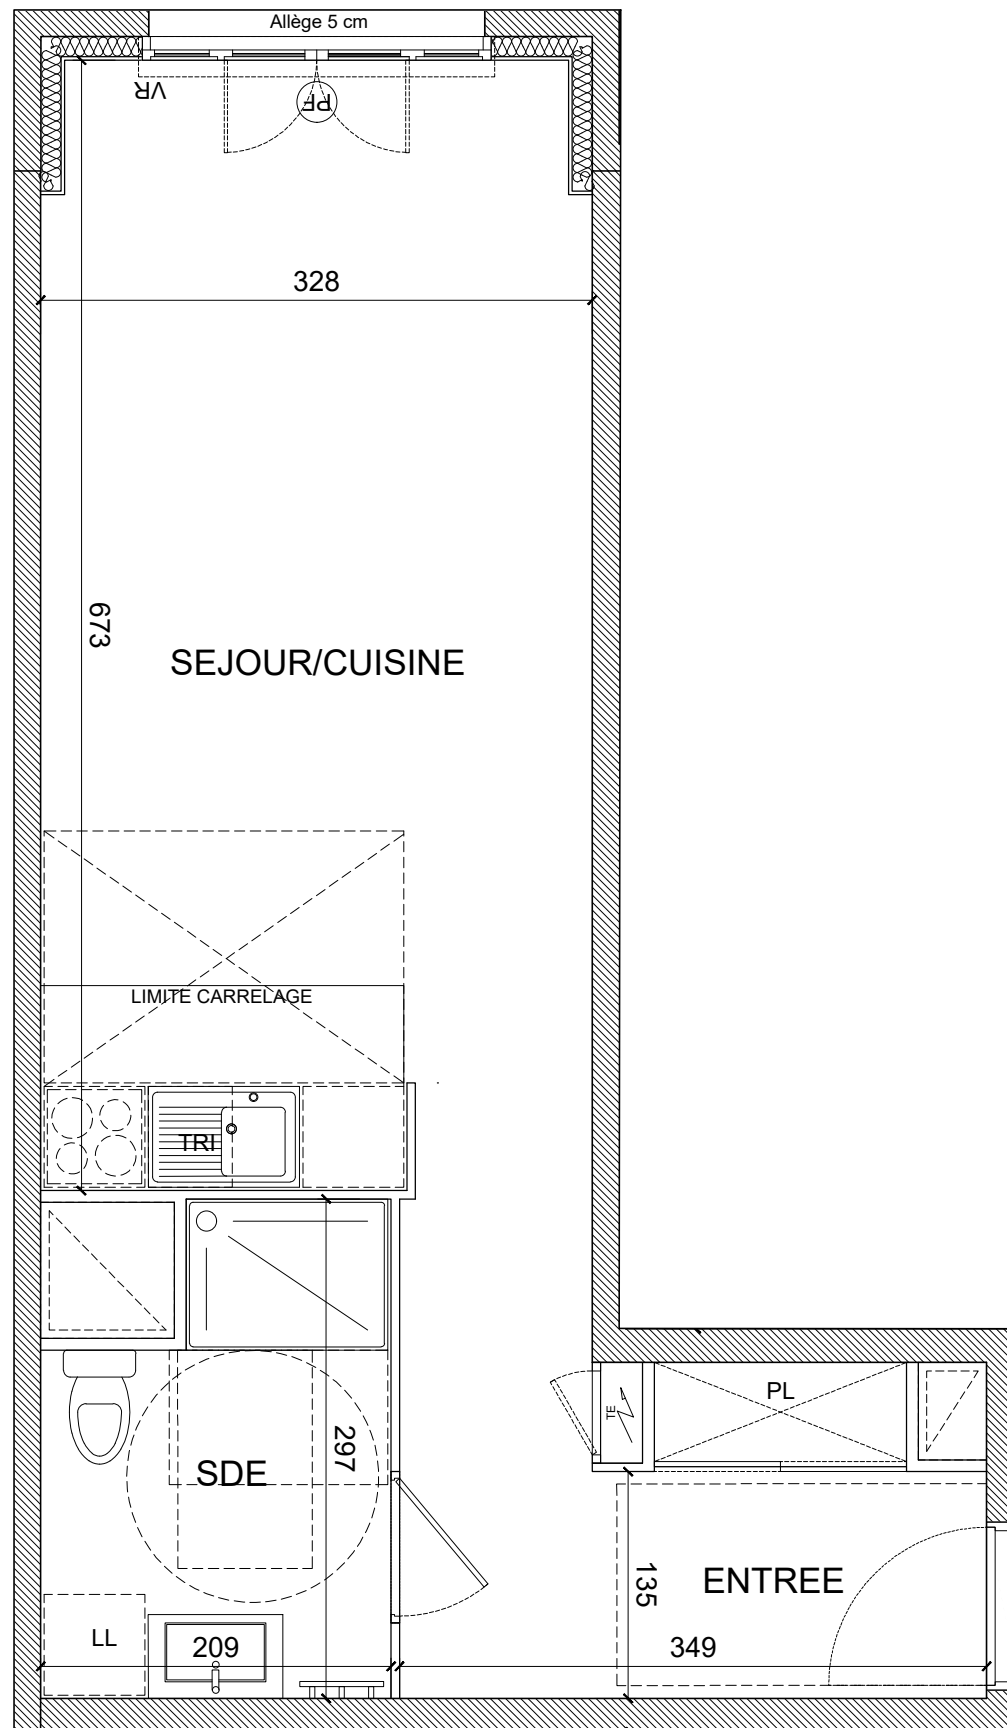 Allège 5 cm
VR
PF
328
673
SEJOUR/CUISINE
LIMITE CARRELAGE
TRI
PL
TE
297
SDE
135
ENTREE
LL
209
349